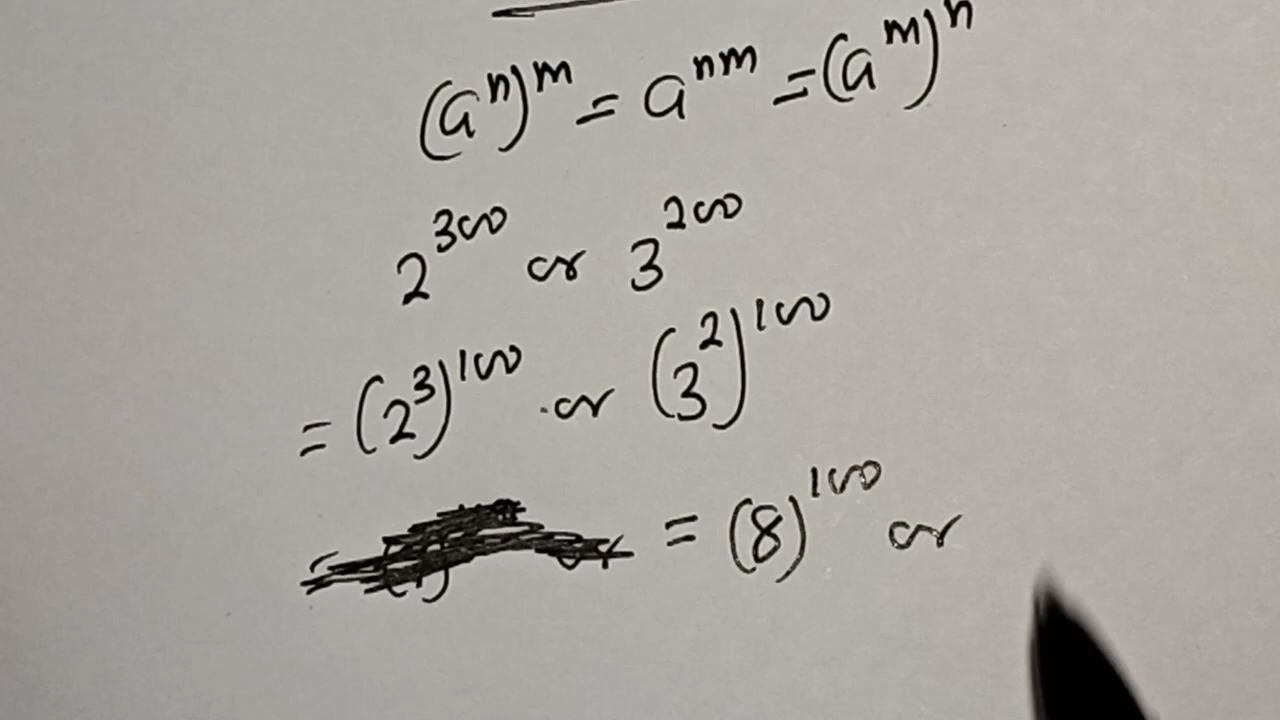 (a^n)^m = a^nm = (a^m)^n
2^300 or 3^200
= (2^3)^100 or (3^2)^100
= (8)^100 or